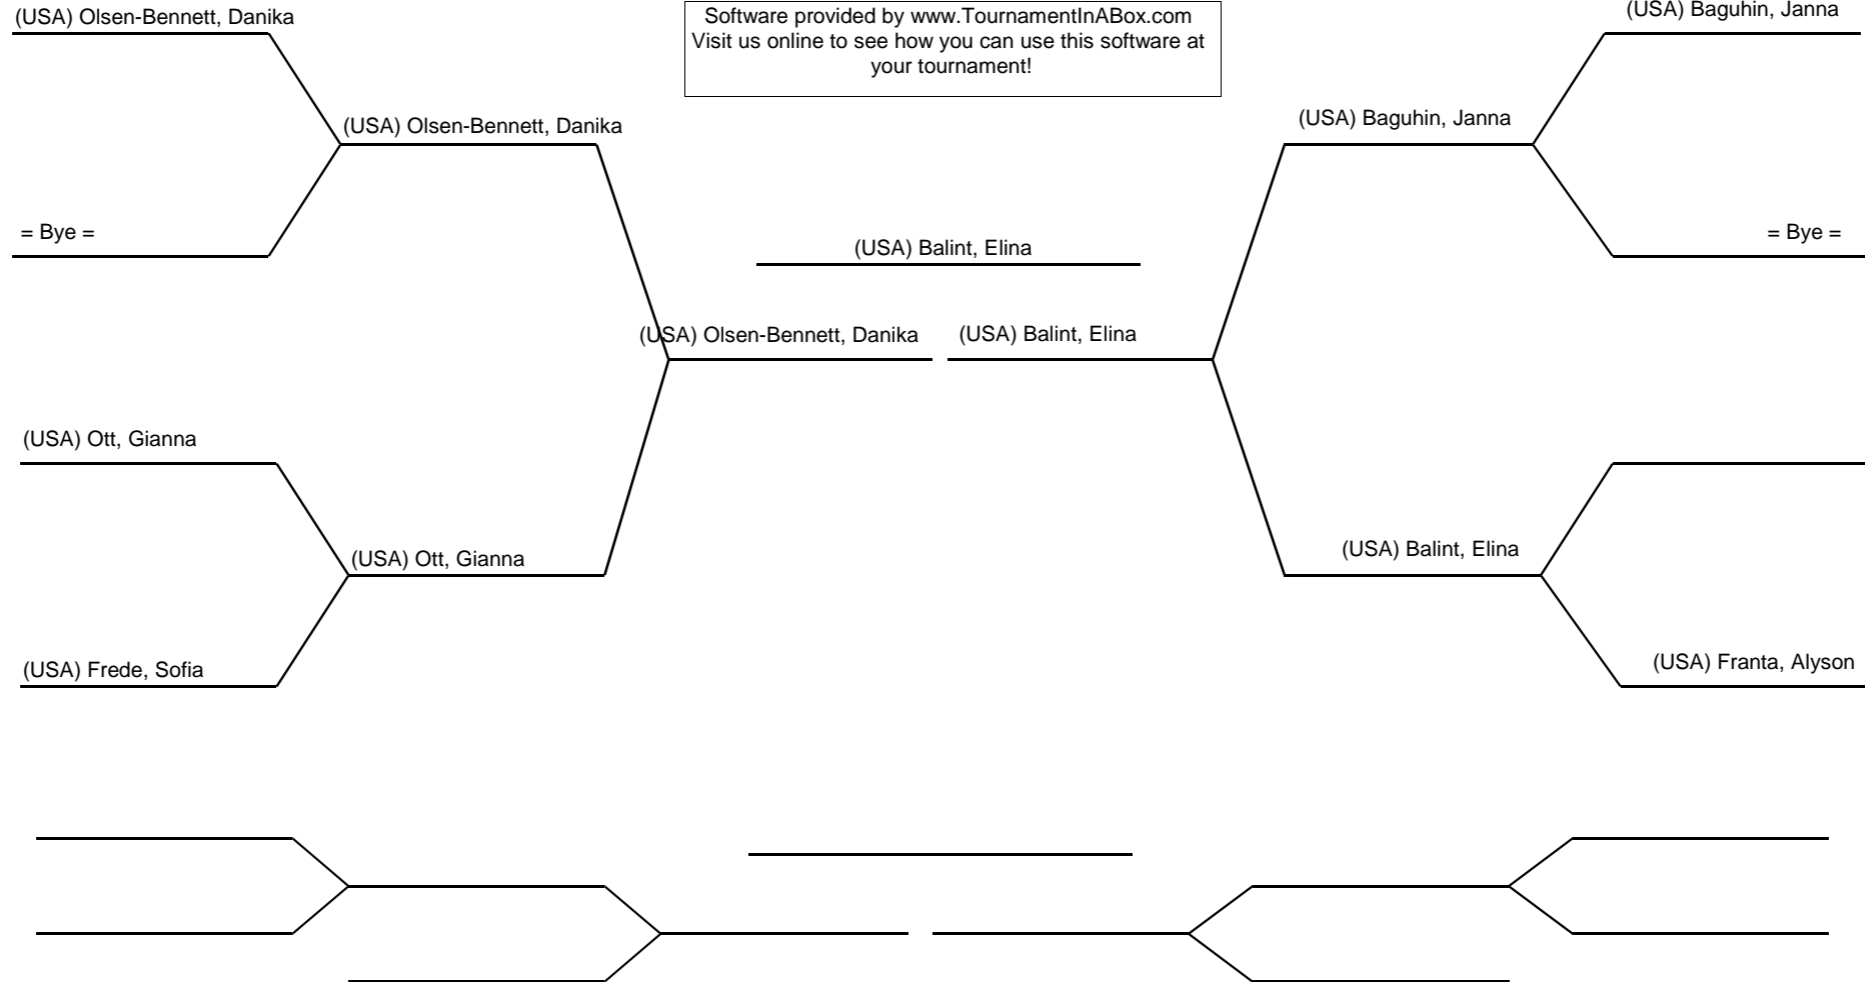 (USA) Olsen-Bennett, Danika
Software provided by www.TournamentInABox.com
Visit us online to see how you can use this software at
your tournament!
(USA) Baguhin, Janna
(USA) Olsen-Bennett, Danika
(USA) Baguhin, Janna
= Bye =
(USA) Balint, Elina
= Bye =
(USA) Olsen-Bennett, Danika
(USA) Balint, Elina
(USA) Ott, Gianna
(USA) Ott, Gianna
(USA) Balint, Elina
(USA) Frede, Sofia
(USA) Franta, Alyson